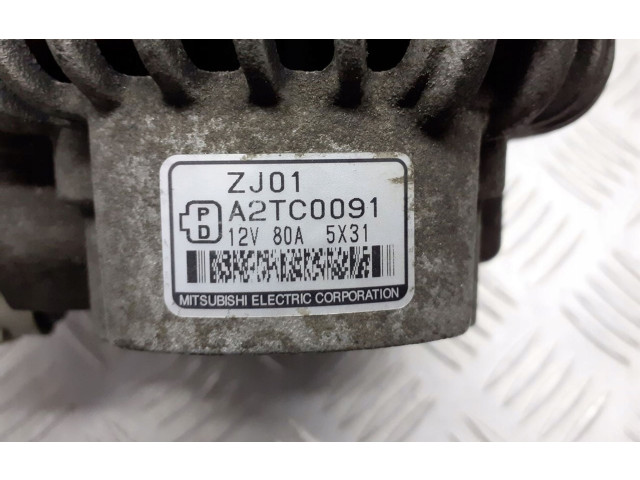 ZJ01
P A2TC0091
D 12V 80A 5X31
MITSUBISHI ELECTRIC CORPORATION